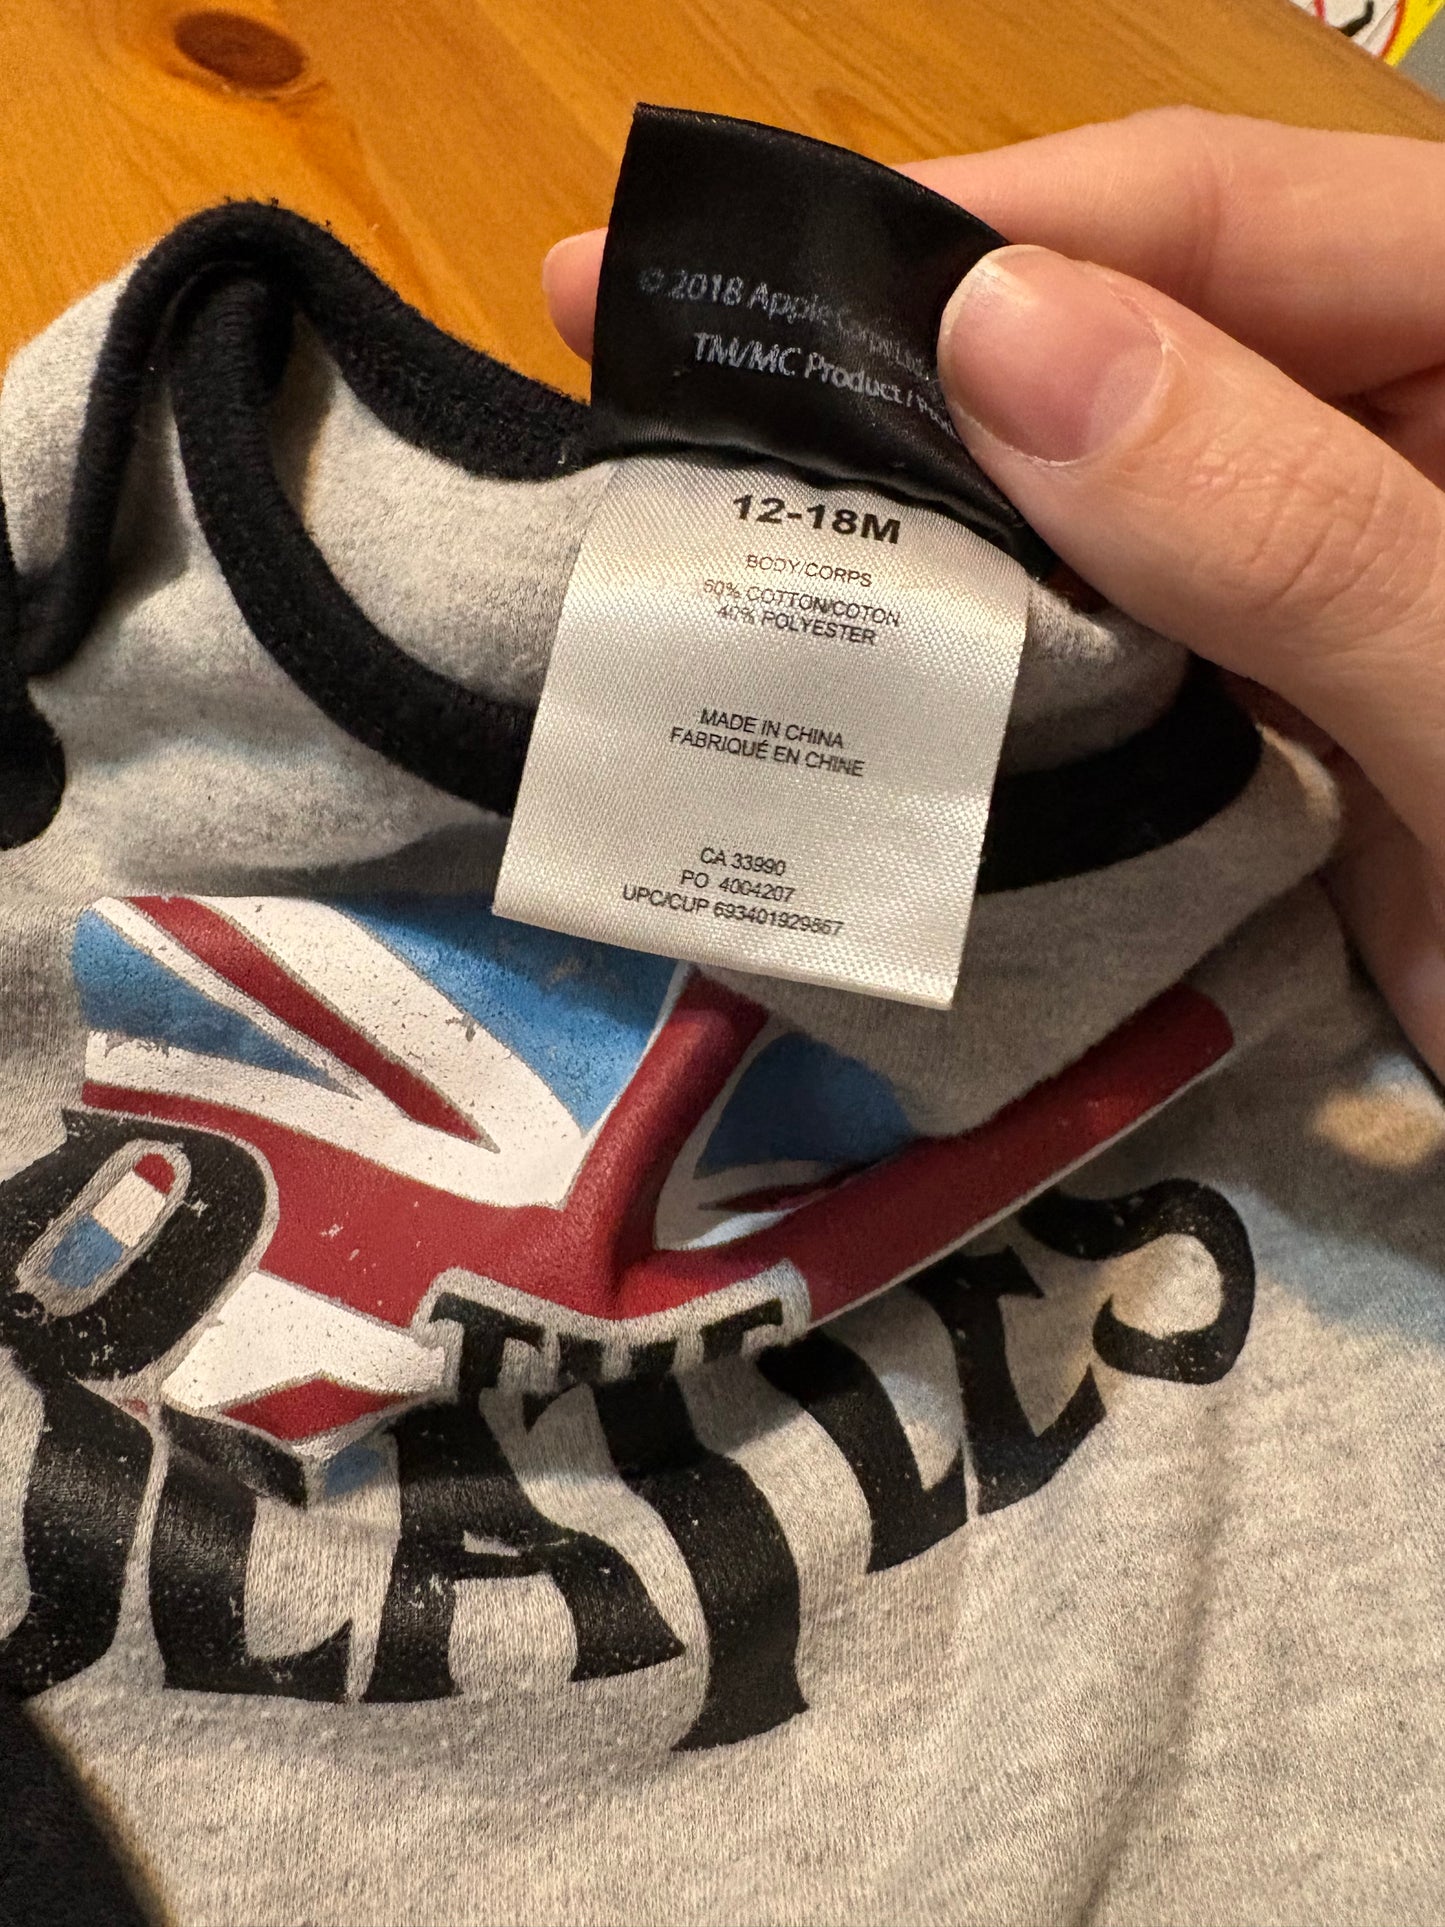 © 2018 Apple Corps Ltd.
TM/MC Product /
12-18M
BODY/CORPS
60% COTTON/COTON
40% POLYESTER
MADE IN CHINA
FABRIQUÉ EN CHINE
CA 33990
PO 4004207
UPC/CUP 693401929867
THE
BEATLES